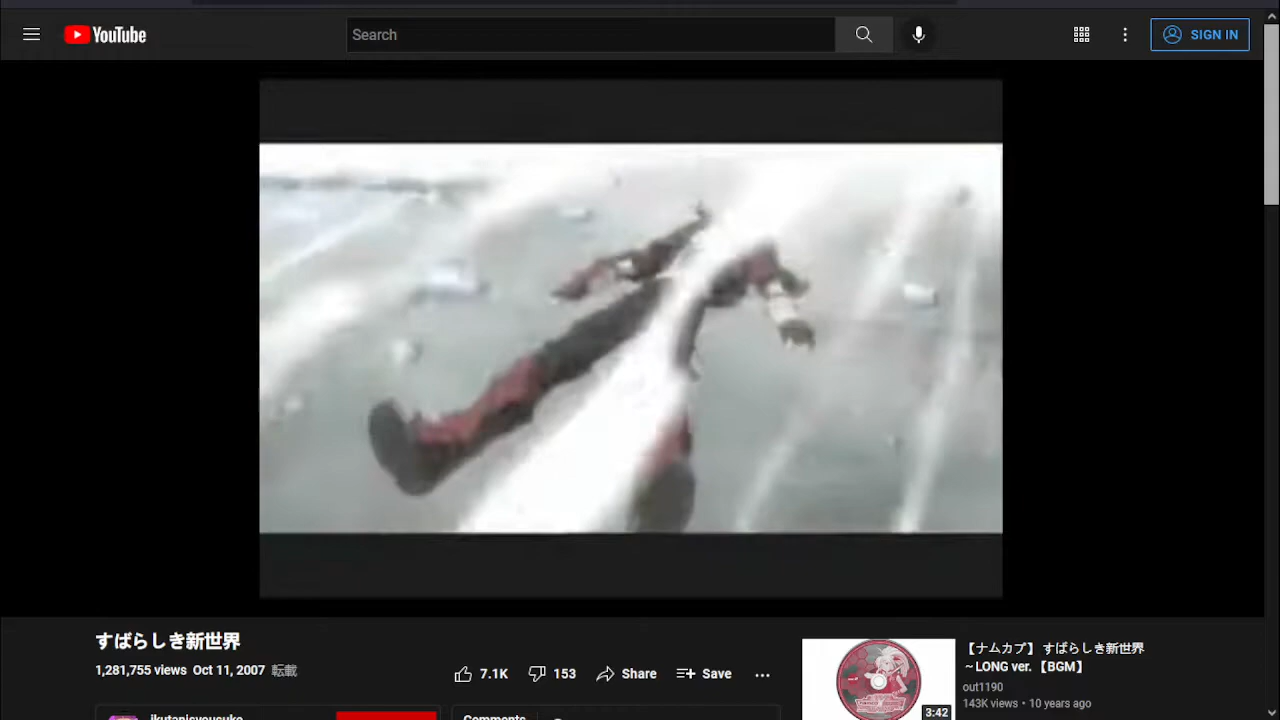 YouTube
Search
SIGN IN
すばらしき新世界
1,281,755 views Oct 11, 2007 転載
7.1K
153
Share
Save
【ナムカプ】 すばらしき新世界
～LONG ver. 【BGM】
out1190
143K views • 10 years ago
3:42
Comments